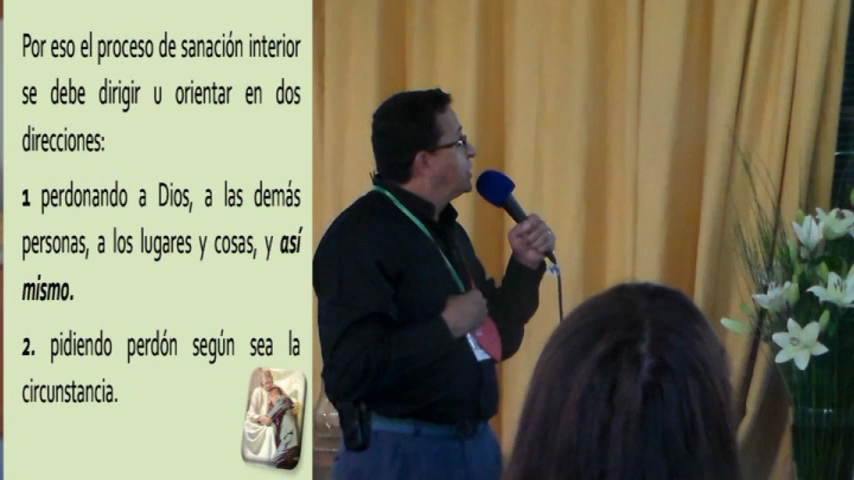 Por eso el proceso de sanación interior
se debe dirigir u orientar en dos
direcciones:
1 perdonando a Dios, a las demás
personas, a los lugares y cosas, y así
mismo.
2. pidiendo perdón según sea la
circunstancia.